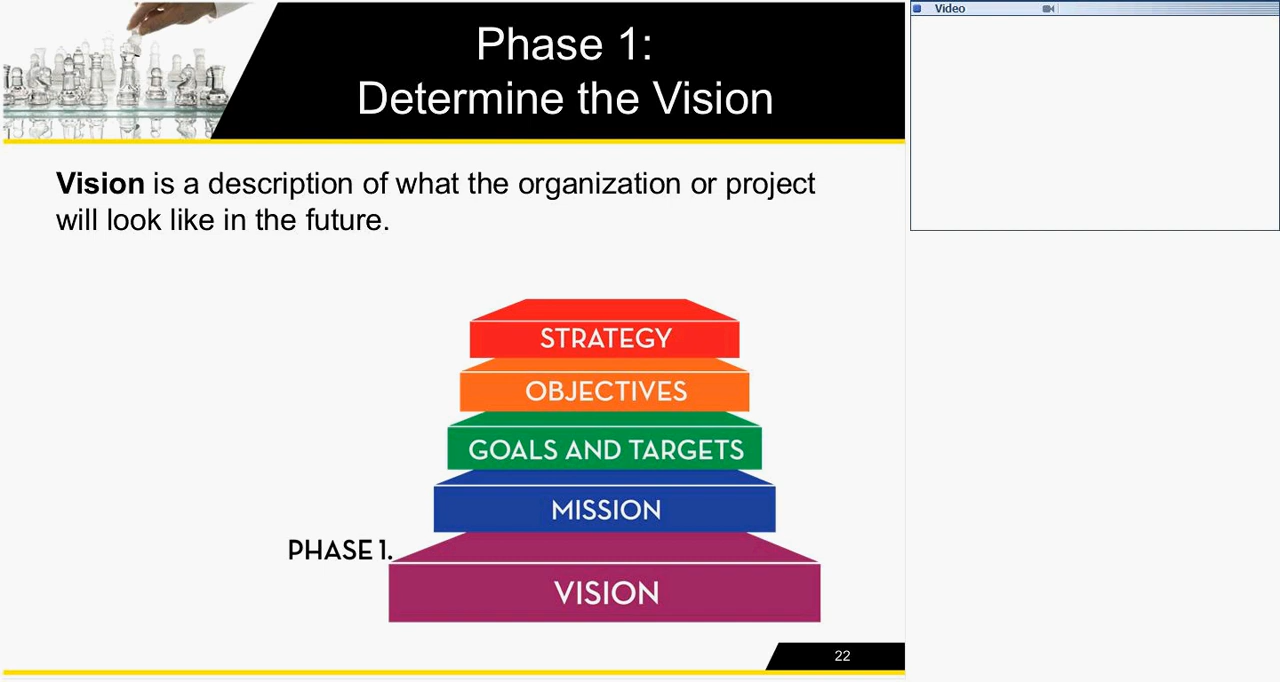 Phase 1:
Determine the Vision
Video
Vision is a description of what the organization or project
will look like in the future.
STRATEGY
OBJECTIVES
GOALS AND TARGETS
MISSION
PHASE 1.
VISION
22